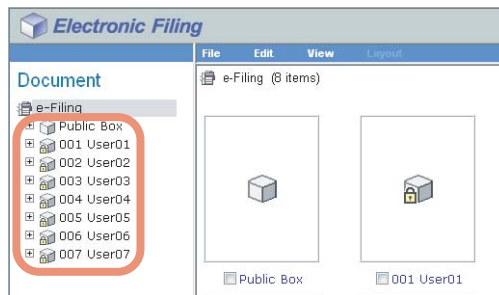 Electronic Filing
File Edit View Layout
Document
e-Filing (8 items)
e-Filing
Public Box
001 User01
002 User02
003 User03
004 User04
005 User05
006 User06
007 User07
Public Box
001 User01